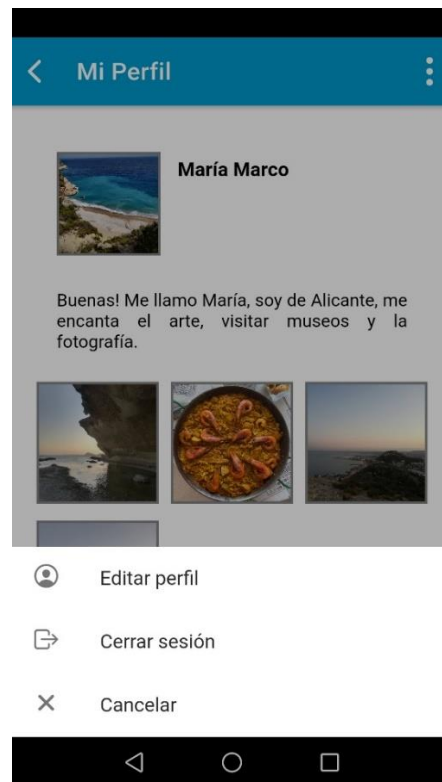 Mi Perfil
María Marco
Buenas! Me llamo María, soy de Alicante, me
encanta el arte, visitar museos y la
fotografía.
Editar perfil
Cerrar sesión
Cancelar